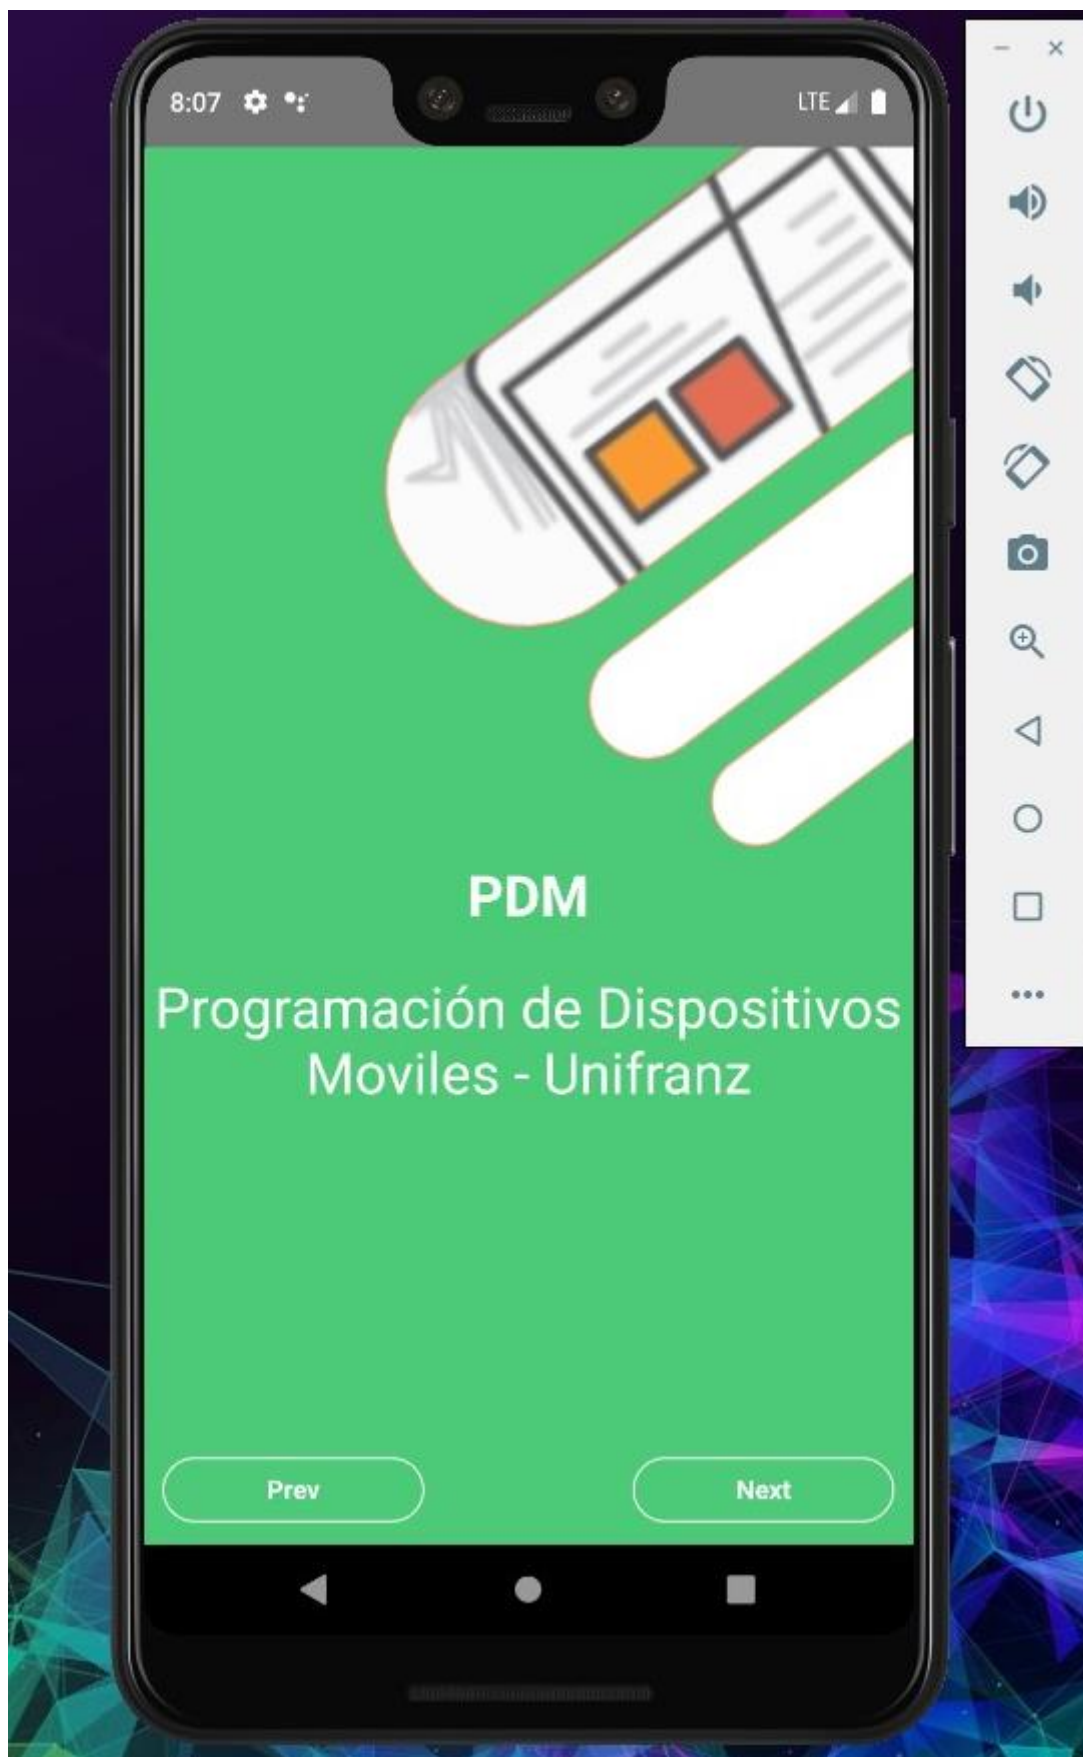 8:07
LTE
PDM
Programación de Dispositivos
Moviles - Unifranz
Prev
Next